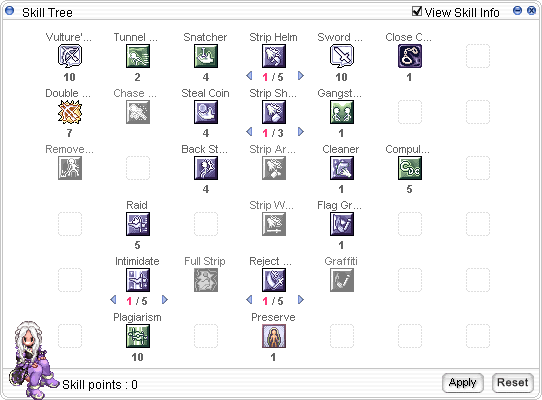 Skill Tree
View Skill Info
Vulture'... Tunnel ... Snatcher Strip Helm Sword ... Close C...
10 2 4 1 / 5 10 1
Double ... Chase ... Steal Coin Strip Sh... Gangst...
7 4 1 / 3 1
Remove... Back St... Strip Ar... Cleaner Compul...
4 1 5
Raid Strip W... Flag Gr...
5 1
Intimidate Full Strip Reject ... Graffiti
1 / 5 1 / 5
Plagiarism Preserve
10 1
Skill points : 0
Apply Reset